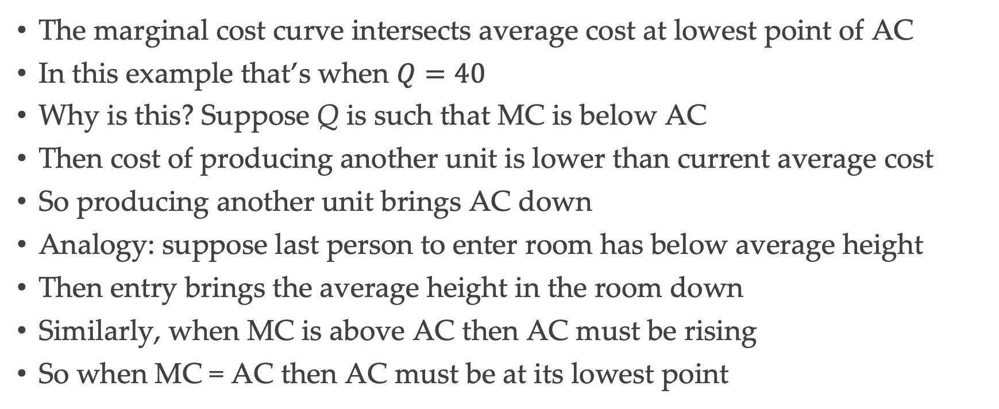 • The marginal cost curve intersects average cost at lowest point of AC
• In this example that’s when Q = 40
• Why is this? Suppose Q is such that MC is below AC
• Then cost of producing another unit is lower than current average cost
• So producing another unit brings AC down
• Analogy: suppose last person to enter room has below average height
• Then entry brings the average height in the room down
• Similarly, when MC is above AC then AC must be rising
• So when MC = AC then AC must be at its lowest point